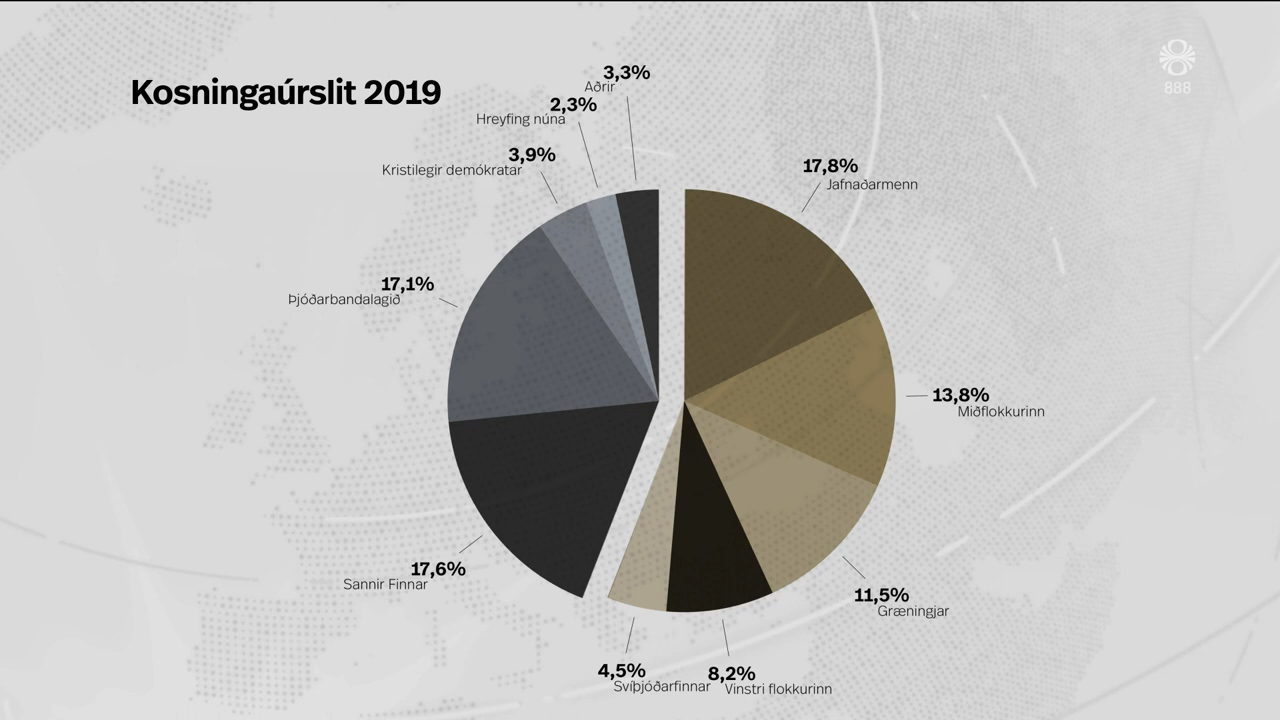 Kosningaúrslit 2019
888
3,3%
Aðrir
2,3%
Hreyfing núna
3,9%
Kristilegir demókratar
17,8%
Jafnaðarmenn
17,1%
Þjóðarbandalagið
13,8%
Miðflokkurinn
17,6%
Sannir Finnar
11,5%
Græningjar
4,5%
Svíþjóðarfinnar
8,2%
Vinstri flokkurinn